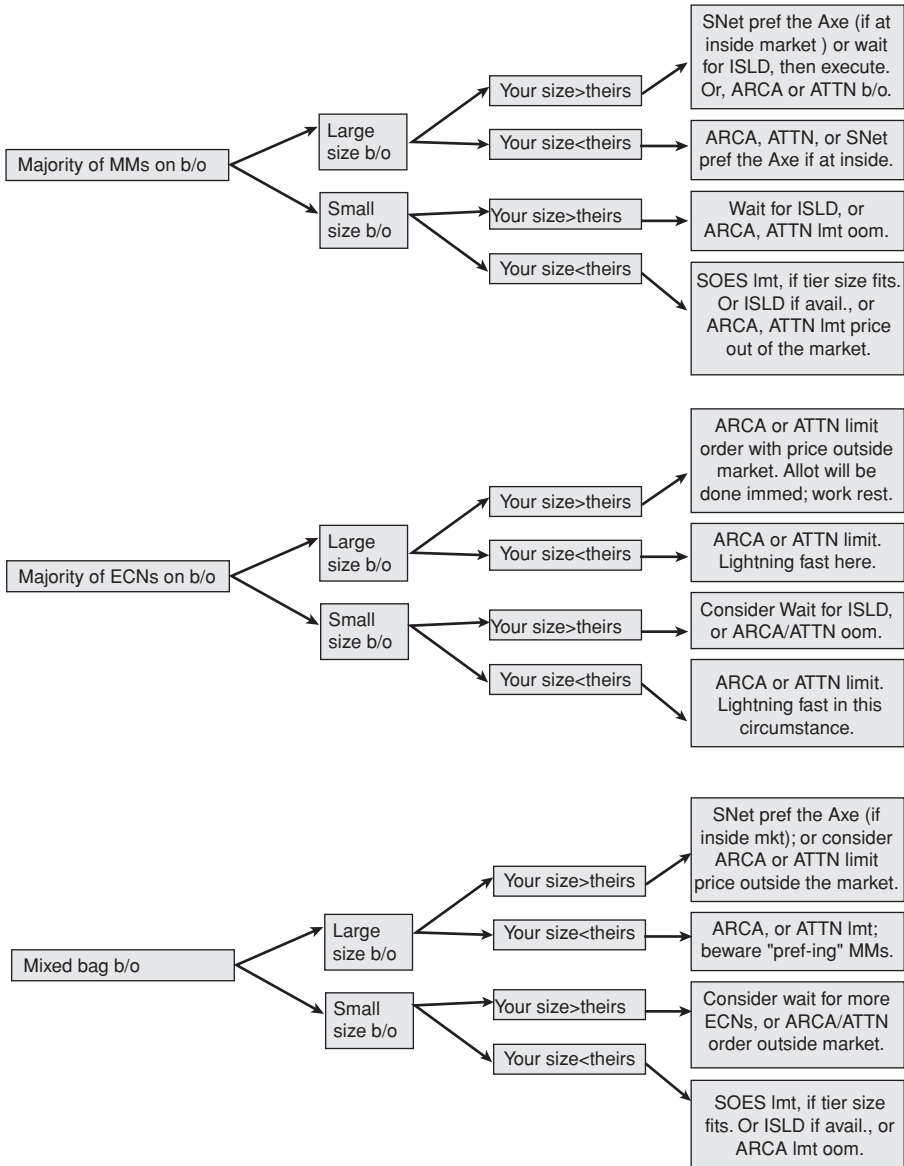 Majority of MMs on b/o
Large
size b/o
Small
size b/o
Your size>theirs
Your size<theirs
Your size>theirs
Your size<theirs
SNet pref the Axe (if at
inside market ) or wait
for ISLD, then execute.
Or, ARCA or ATTN b/o.
ARCA, ATTN, or SNet
pref the Axe if at inside.
Wait for ISLD, or
ARCA, ATTN lmt oom.
SOES lmt, if tier size fits.
Or ISLD if avail., or
ARCA, ATTN lmt price
out of the market.
Majority of ECNs on b/o
Large
size b/o
Small
size b/o
Your size>theirs
Your size<theirs
Your size>theirs
Your size<theirs
ARCA or ATTN limit
order with price outside
market. Allot will be
done immed; work rest.
ARCA or ATTN limit.
Lightning fast here.
Consider Wait for ISLD,
or ARCA/ATTN oom.
ARCA or ATTN limit.
Lightning fast in this
circumstance.
Mixed bag b/o
Large
size b/o
Small
size b/o
Your size>theirs
Your size<theirs
Your size>theirs
Your size<theirs
SNet pref the Axe (if
inside mkt); or consider
ARCA or ATTN limit
price outside the market.
ARCA, or ATTN lmt;
beware "pref-ing" MMs.
Consider wait for more
ECNs, or ARCA/ATTN
order outside market.
SOES lmt, if tier size
fits. Or ISLD if avail., or
ARCA lmt oom.